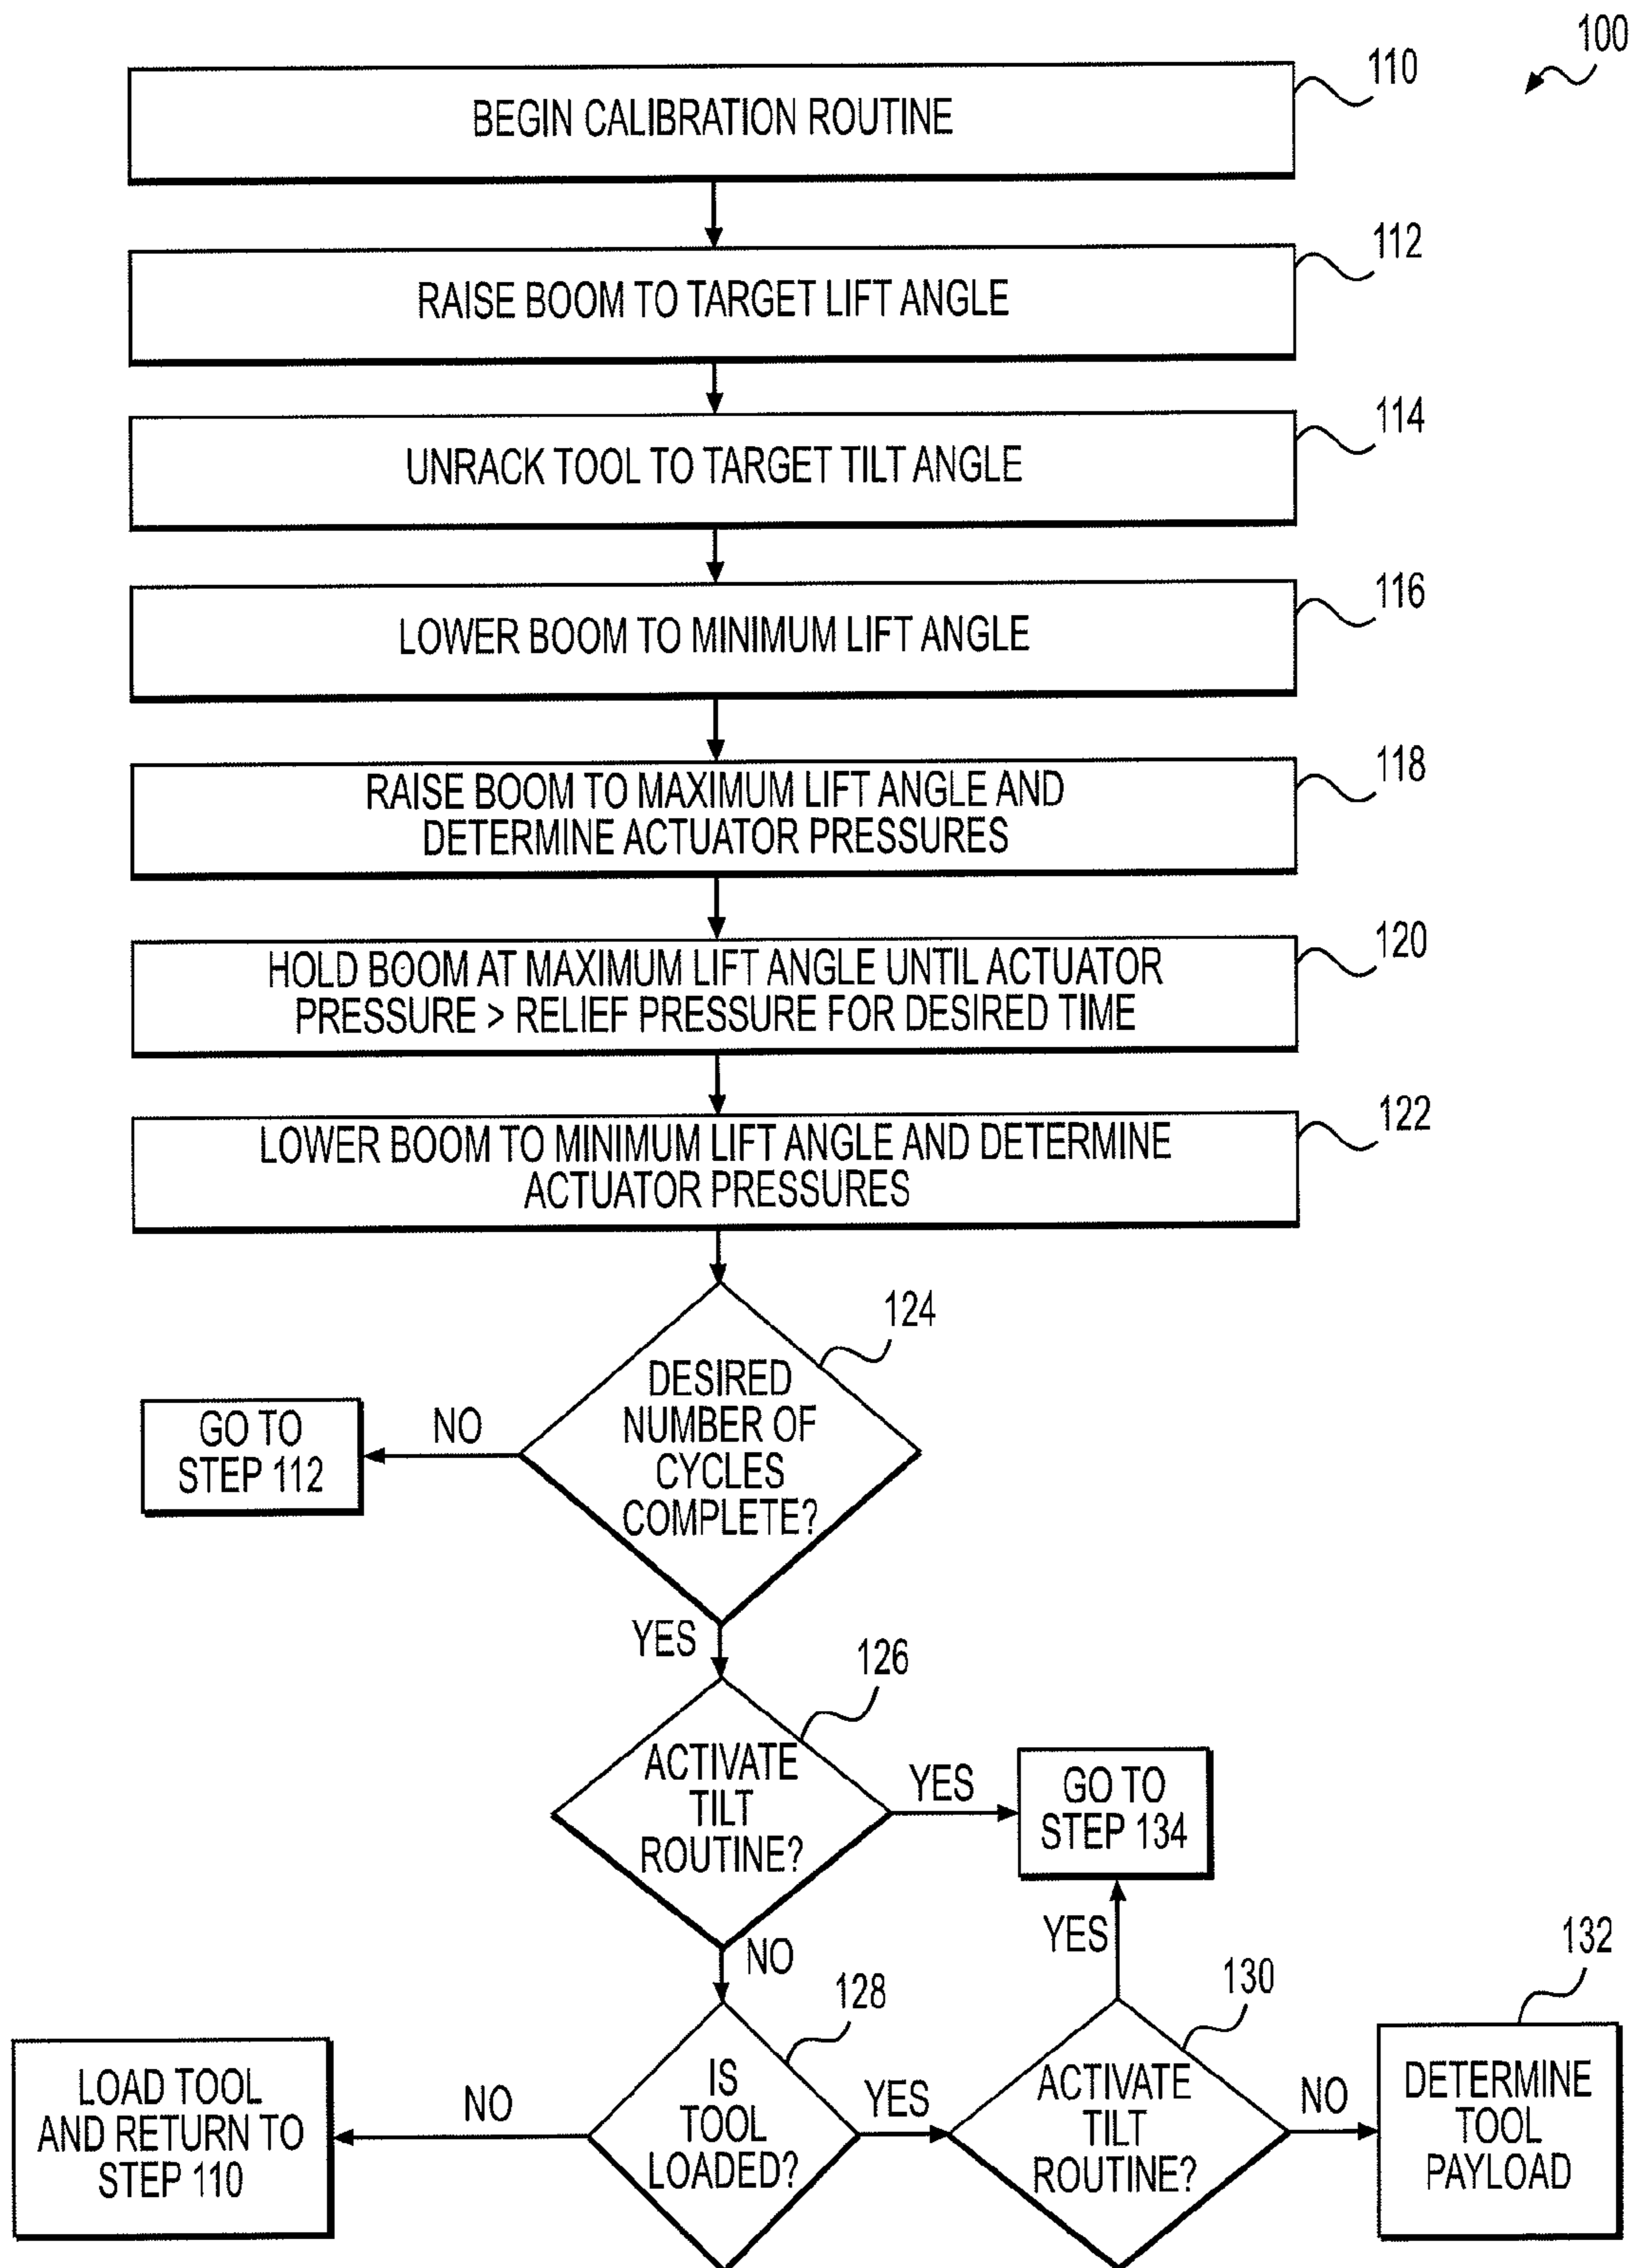 100
110
BEGIN CALIBRATION ROUTINE
112
RAISE BOOM TO TARGET LIFT ANGLE
114
UNRACK TOOL TO TARGET TILT ANGLE
116
LOWER BOOM TO MINIMUM LIFT ANGLE
118
RAISE BOOM TO MAXIMUM LIFT ANGLE AND
DETERMINE ACTUATOR PRESSURES
120
HOLD BOOM AT MAXIMUM LIFT ANGLE UNTIL ACTUATOR
PRESSURE > RELIEF PRESSURE FOR DESIRED TIME
122
LOWER BOOM TO MINIMUM LIFT ANGLE AND DETERMINE
ACTUATOR PRESSURES
124
DESIRED
NUMBER OF
CYCLES
COMPLETE?
NO
GO TO
STEP 112
YES
126
ACTIVATE
TILT
ROUTINE?
YES
GO TO
STEP 134
NO
YES
128
IS
TOOL
LOADED?
NO
LOAD TOOL
AND RETURN TO
STEP 110
YES
130
ACTIVATE
TILT
ROUTINE?
NO
132
DETERMINE
TOOL
PAYLOAD